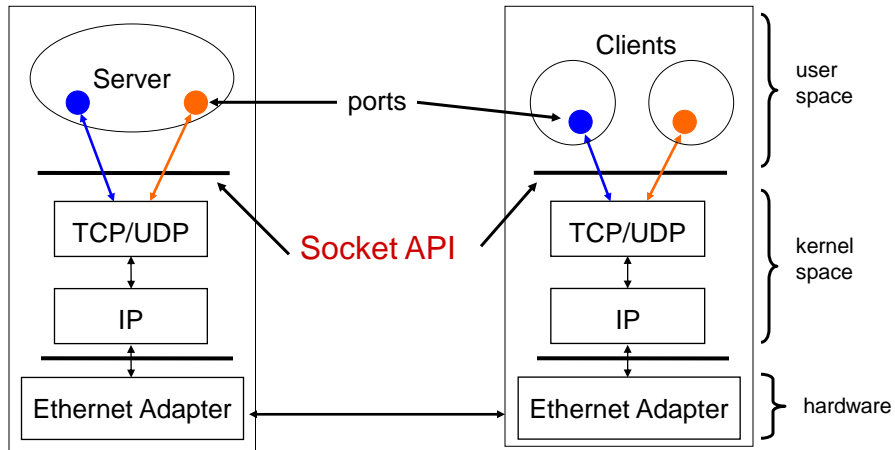 Server
ports
Clients
user
space
TCP/UDP
Socket API
TCP/UDP
kernel
space
IP
IP
Ethernet Adapter
Ethernet Adapter
hardware